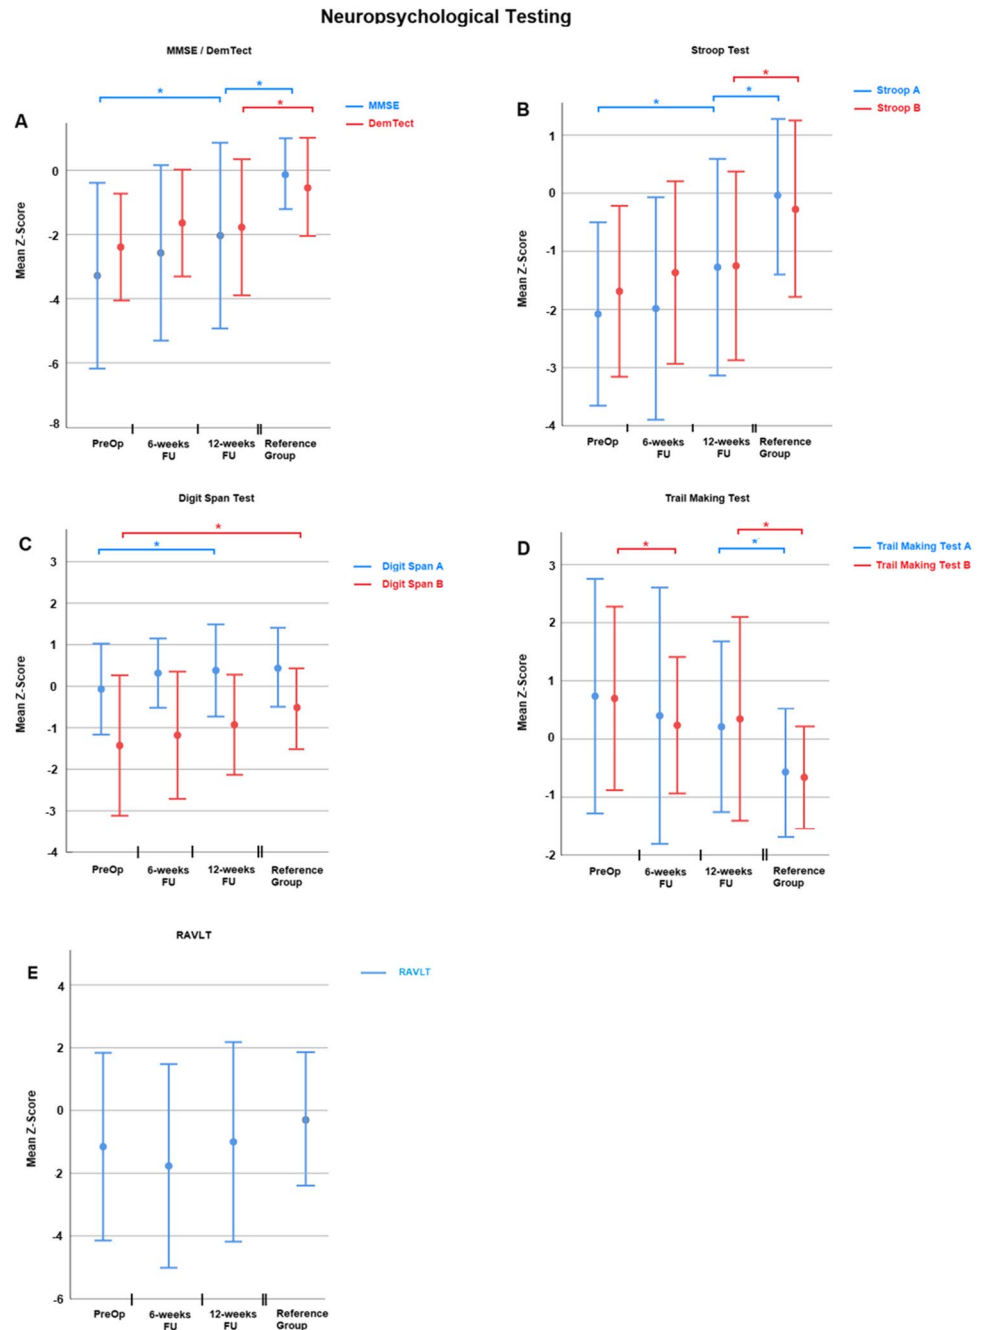 Neuropsychological Testing
MMSE / DemTect
A
*
*
*
MMSE
DemTect
Mean Z-Score
0
-2
-4
-6
-8
PreOp
6-weeks
FU
12-weeks
FU
Reference
Group
Stroop Test
B
*
*
*
Stroop A
Stroop B
Mean Z-Score
1
0
-1
-2
-3
-4
PreOp
6-weeks
FU
12-weeks
FU
Reference
Group
Digit Span Test
C
*
*
Digit Span A
Digit Span B
Mean Z-Score
3
2
1
0
-1
-2
-3
-4
PreOp
6-weeks
FU
12-weeks
FU
Reference
Group
Trail Making Test
D
*
*
*
Trail Making Test A
Trail Making Test B
Mean Z-Score
3
2
1
0
-1
-2
PreOp
6-weeks
FU
12-weeks
FU
Reference
Group
RAVLT
E
RAVLT
Mean Z-Score
4
2
0
-2
-4
-6
PreOp
6-weeks
FU
12-weeks
FU
Reference
Group